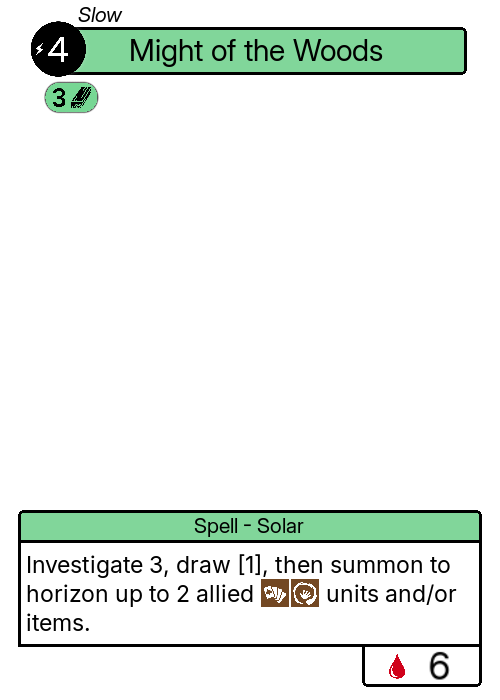 Slow
4 Might of the Woods
3
Spell - Solar
Investigate 3, draw [1], then summon to
horizon up to 2 allied units and/or
items.
6